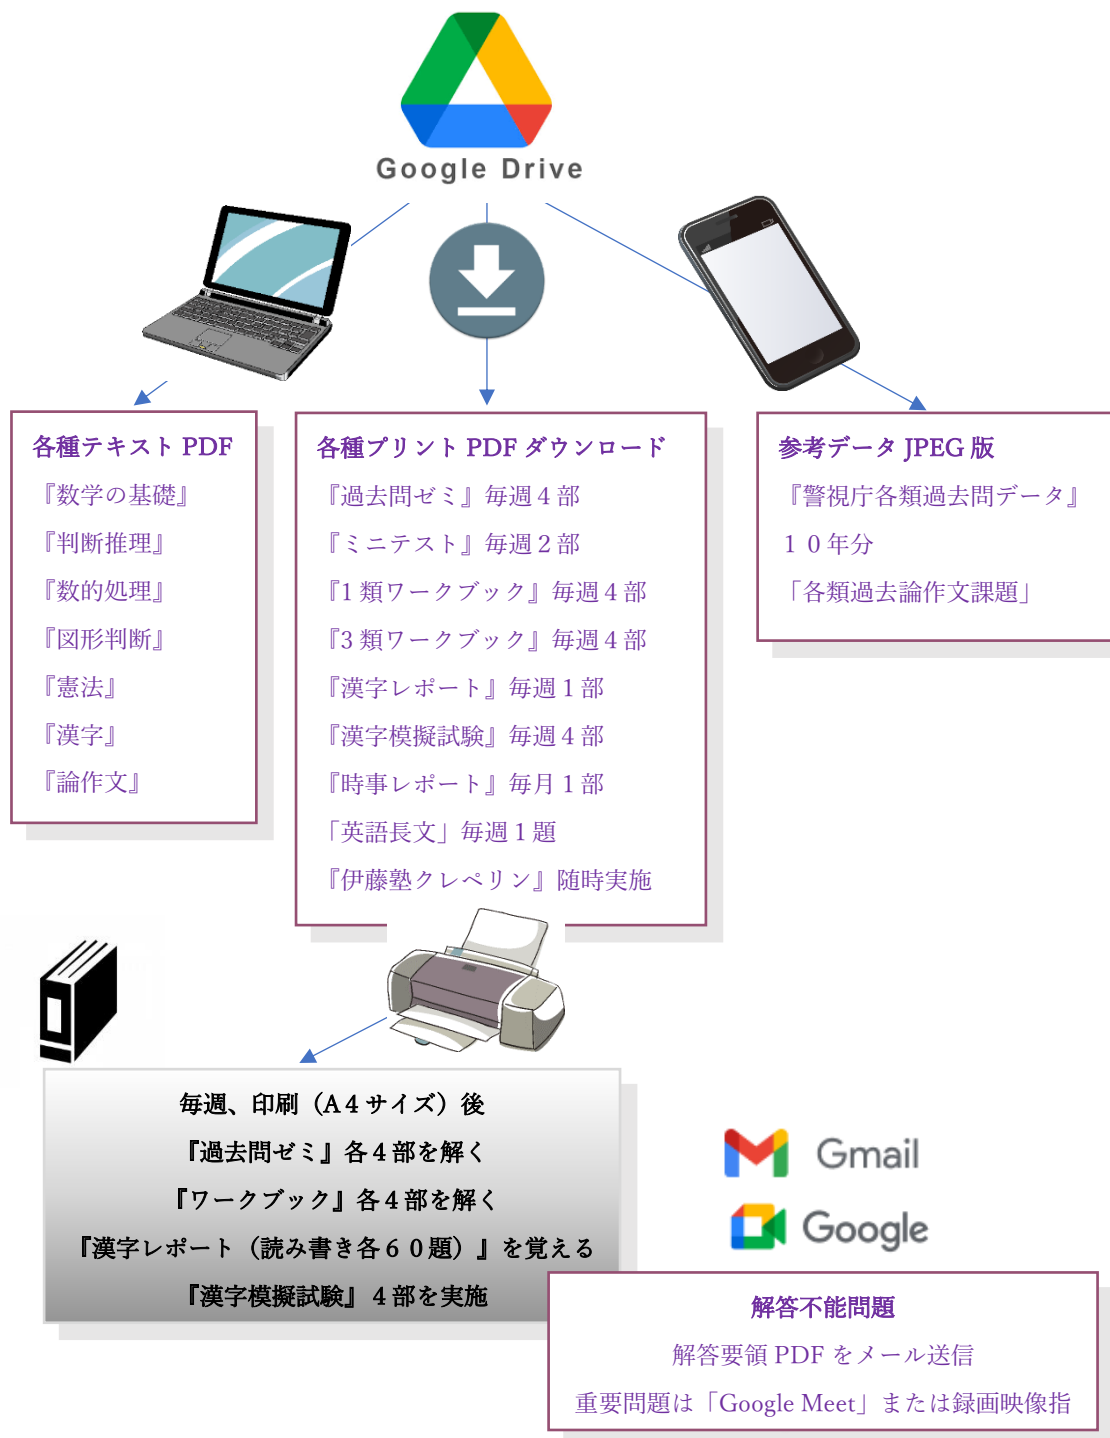 Google Drive
各種テキスト PDF
『数学の基礎』
『判断推理』
『数的処理』
『図形判断』
『憲法』
『漢字』
『論作文』
各種プリント PDF ダウンロード
『過去問ゼミ』毎週４部
『ミニテスト』毎週２部
『1 類ワークブック』毎週４部
『3 類ワークブック』毎週４部
『漢字レポート』毎週１部
『漢字模擬試験』毎週４部
『時事レポート』毎月１部
「英語長文」毎週１題
『伊藤塾クレペリン』随時実施
参考データ JPEG 版
『警視庁各類過去問データ』
１０年分
「各類過去論作文課題」
毎週、印刷（A４サイズ）後
『過去問ゼミ』各４部を解く
『ワークブック』各４部を解く
『漢字レポート（読み書き各６０題）』を覚える
『漢字模擬試験』４部を実施
Gmail
Google
解答不能問題
解答要領 PDF をメール送信
重要問題は「Google Meet」または録画映像指